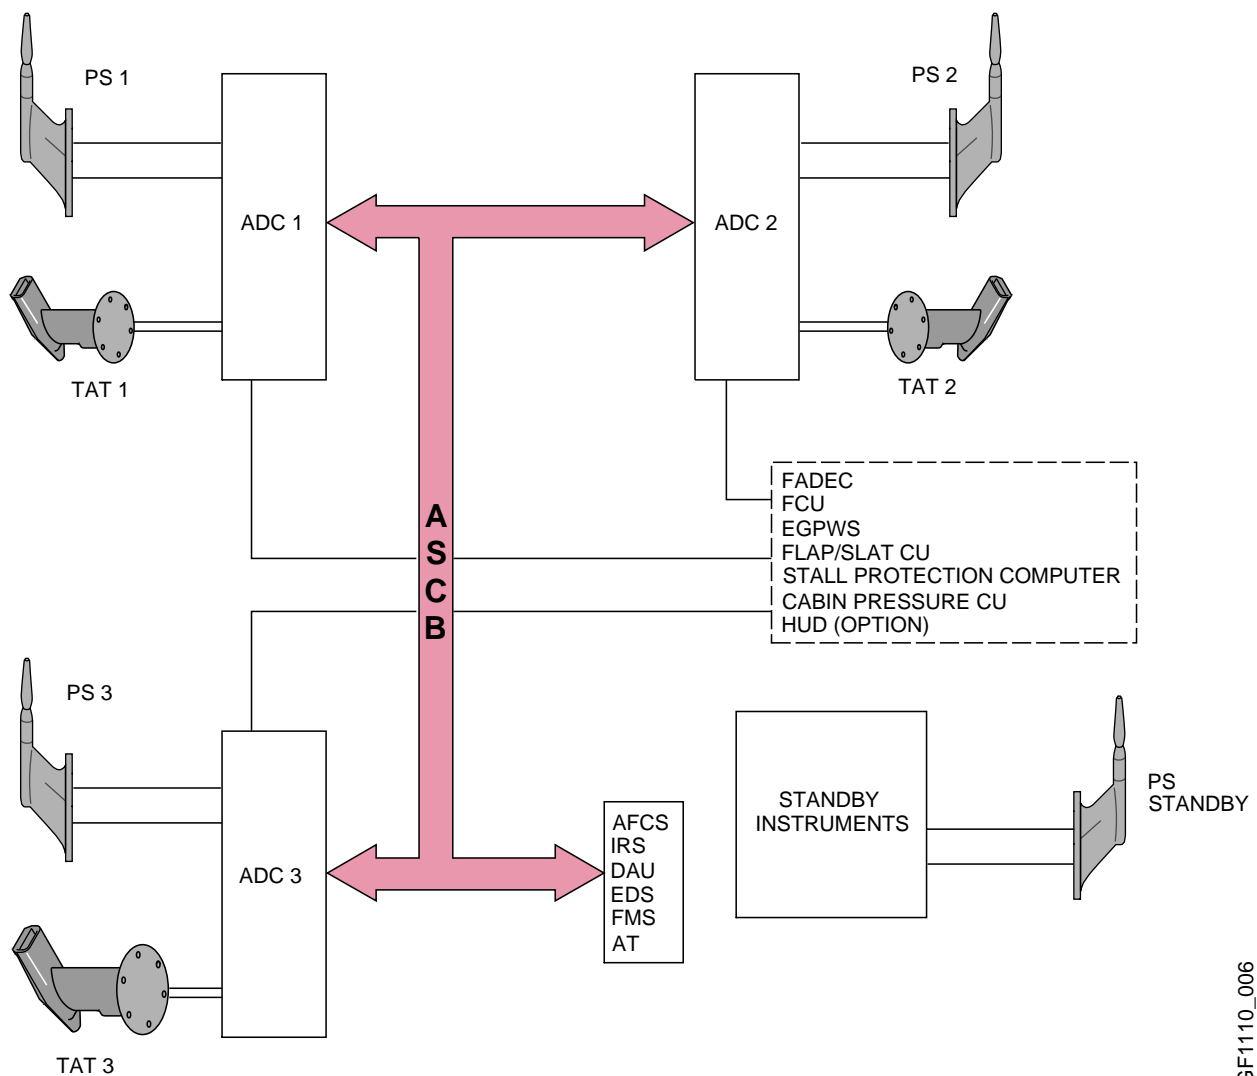 PS 1
PS 2
ADC 1
ADC 2
TAT 1
TAT 2
A
S
C
B
FADEC
FCU
EGPWS
FLAP/SLAT CU
STALL PROTECTION COMPUTER
CABIN PRESSURE CU
HUD (OPTION)
PS 3
ADC 3
TAT 3
AFCS
IRS
DAU
EDS
FMS
AT
STANDBY
INSTRUMENTS
PS
STANDBY
GF1110_006